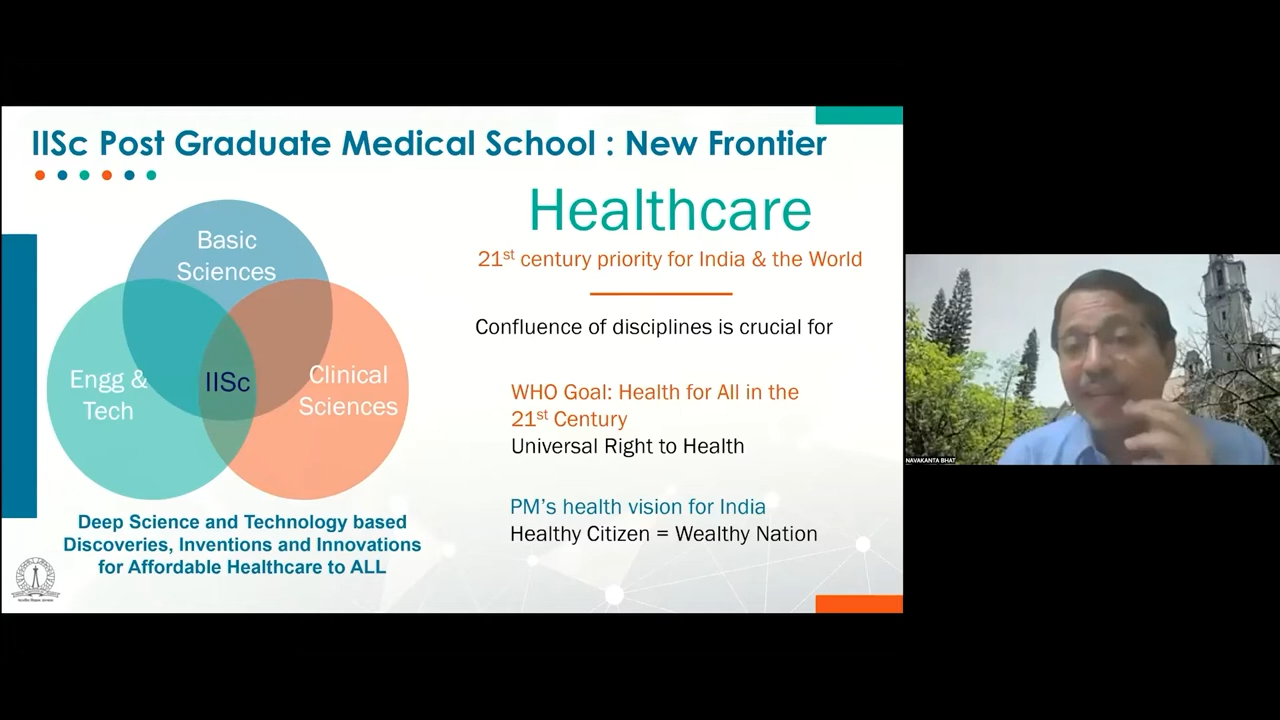 IISc Post Graduate Medical School : New Frontier
Basic
Sciences
Engg &
Tech
IISc
Clinical
Sciences
Deep Science and Technology based
Discoveries, Inventions and Innovations
for Affordable Healthcare to ALL
Healthcare
21st century priority for India & the World
Confluence of disciplines is crucial for
WHO Goal: Health for All in the
21st Century
Universal Right to Health
PM's health vision for India
Healthy Citizen = Wealthy Nation
NAVAKANTA BHAT